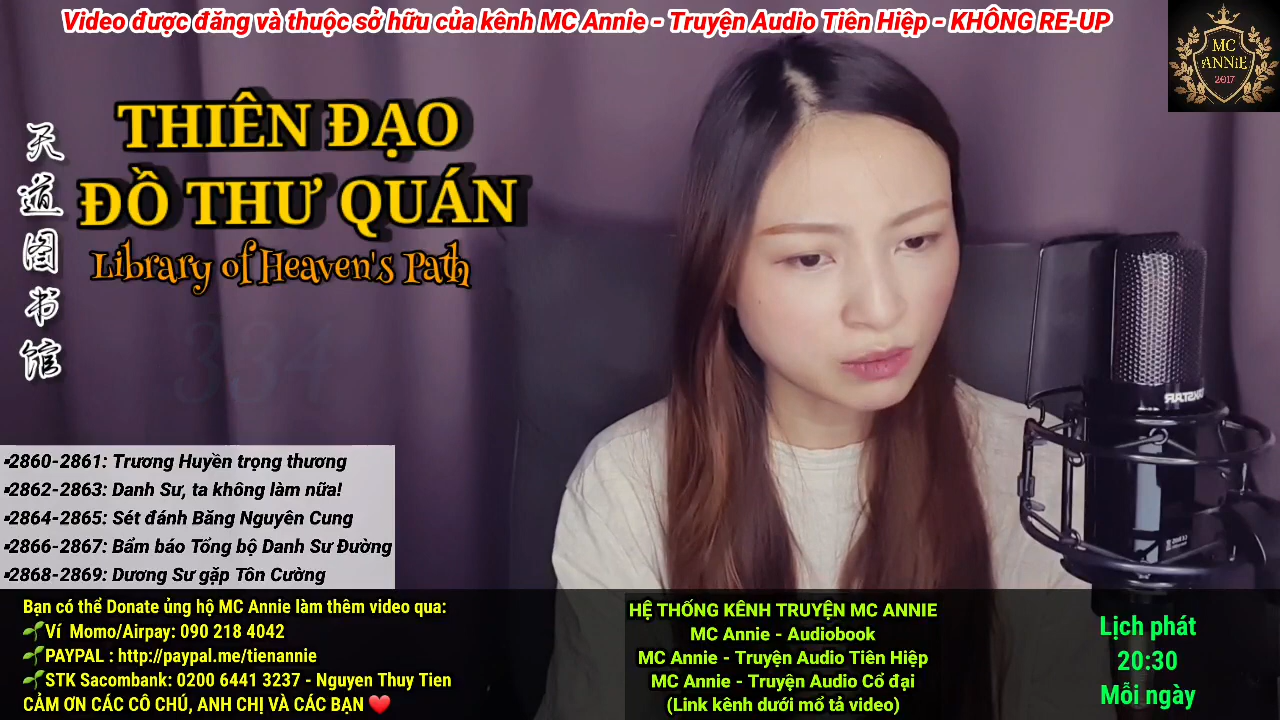 Video được đăng và thuộc sở hữu của kênh MC Annie - Truyện Audio Tiên Hiệp - KHÔNG RE-UP
MC
ANNiE
2017
天道图书馆
THIÊN ĐẠO
ĐỒ THƯ QUÁN
Library of Heaven's Path
334
▪2860-2861: Trương Huyền trọng thương
▪2862-2863: Danh Sư, ta không làm nữa!
▪2864-2865: Sét đánh Băng Nguyên Cung
▪2866-2867: Bẩm báo Tổng bộ Danh Sư Đường
▪2868-2869: Dương Sư gặp Tôn Cường
Bạn có thể Donate ủng hộ MC Annie làm thêm video qua:
🌱Ví Momo/Airpay: 090 218 4042
🌱PAYPAL : http://paypal.me/tienannie
🌱STK Sacombank: 0200 6441 3237 - Nguyen Thuy Tien
CẢM ƠN CÁC CÔ CHÚ, ANH CHỊ VÀ CÁC BẠN ❤️
HỆ THỐNG KÊNH TRUYỆN MC ANNIE
MC Annie - Audiobook
MC Annie - Truyện Audio Tiên Hiệp
MC Annie - Truyện Audio Cổ đại
(Link kênh dưới mổ tả video)
Lịch phát
20:30
Mỗi ngày